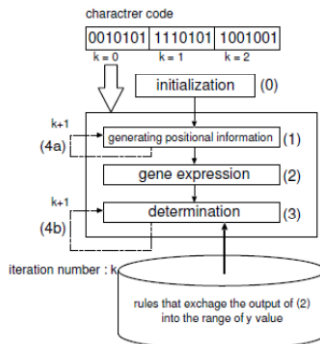 charactrer code
0010101 1110101 1001001
k = 0 k = 1 k = 2
initialization (0)
k+1
generating positional information (1)
(4a)
gene expression (2)
k+1
determination (3)
(4b)
iteration number : k
rules that exchage the output of (2)
into the range of y value